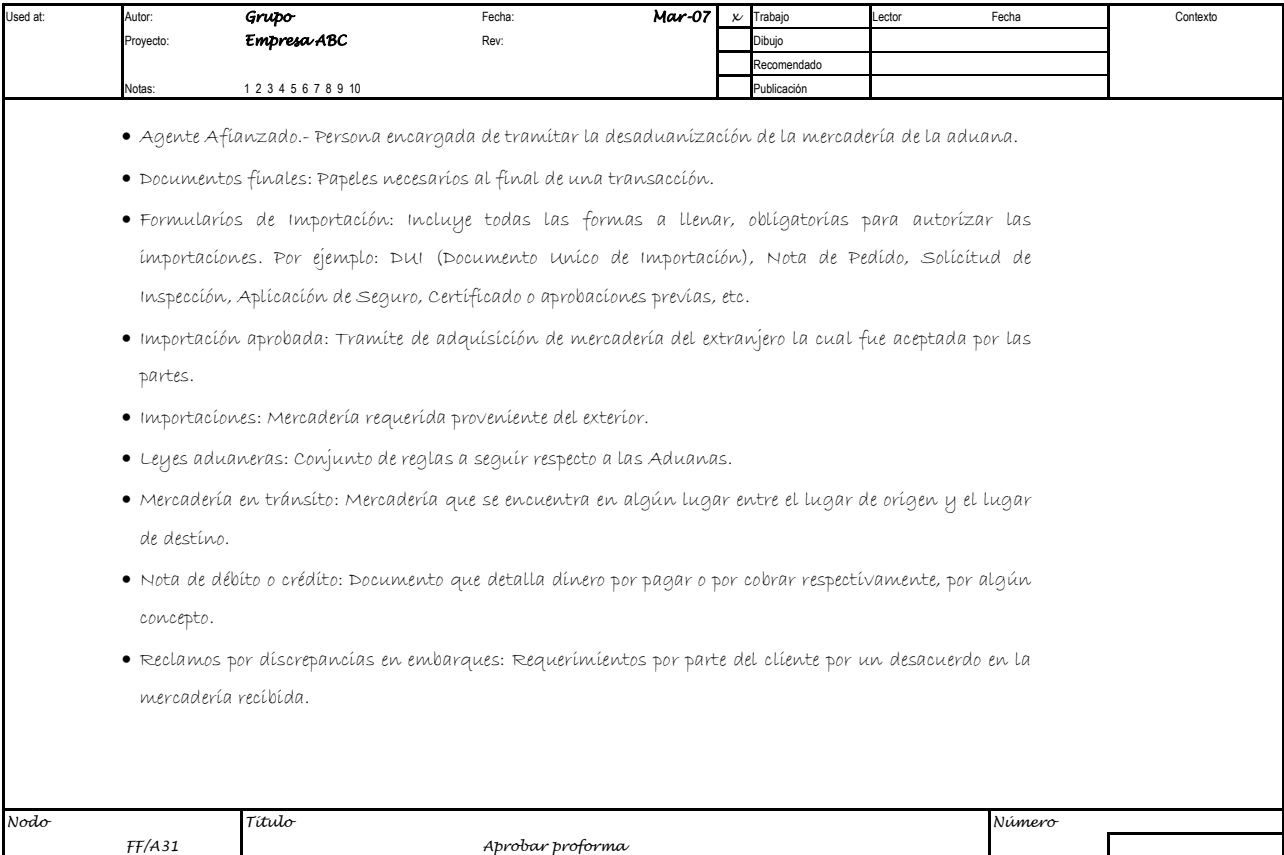 Used at: Autor: Grupo Fecha: Mar-07 x Trabajo Lector Fecha Contexto
Proyecto: Empresa ABC Rev: Dibujo
Recomendado
Notas: 1 2 3 4 5 6 7 8 9 10 Publicación
• Agente Afianzado.- Persona encargada de tramitar la desaduanización de la mercadería de la aduana.
• Documentos finales: Papeles necesarios al final de una transacción.
• Formularios de Importación: Incluye todas las formas a llenar, obligatorias para autorizar las
importaciones. Por ejemplo: DUI (Documento Unico de Importación), Nota de Pedido, Solicitud de
Inspección, Aplicación de Seguro, Certificado o aprobaciones previas, etc.
• Importación aprobada: Tramite de adquisición de mercadería del extranjero la cual fue aceptada por las
partes.
• Importaciones: Mercadería requerida proveniente del exterior.
• Leyes aduaneras: Conjunto de reglas a seguir respecto a las Aduanas.
• Mercadería en tránsito: Mercadería que se encuentra en algún lugar entre el lugar de origen y el lugar
de destino.
• Nota de débito o crédito: Documento que detalla dinero por pagar o por cobrar respectivamente, por algún
concepto.
• Reclamos por discrepancias en embarques: Requerimientos por parte del cliente por un desacuerdo en la
mercadería recibida.
Nodo Título Número
FF/A31 Aprobar proforma